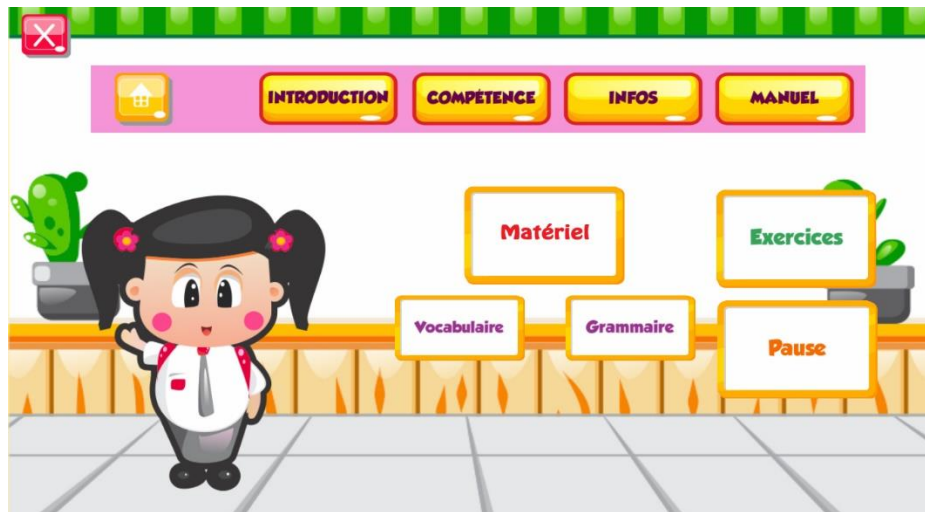 INTRODUCTION
COMPÉTENCE
INFOS
MANUEL
Matériel
Exercices
Vocabulaire
Grammaire
Pause